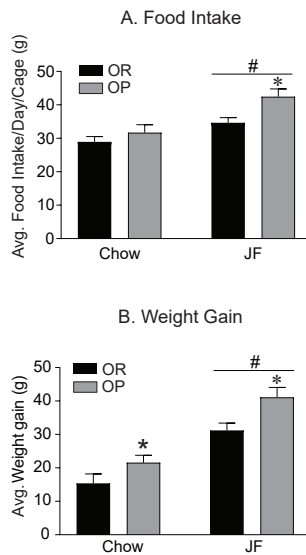 A. Food Intake
Avg. Food Intake/Day/Cage (g)
50
40
30
20
10
0
OR
OP
#
*
Chow
JF
B. Weight Gain
Avg. Weight gain (g)
50
40
30
20
10
0
OR
OP
*
#
*
Chow
JF